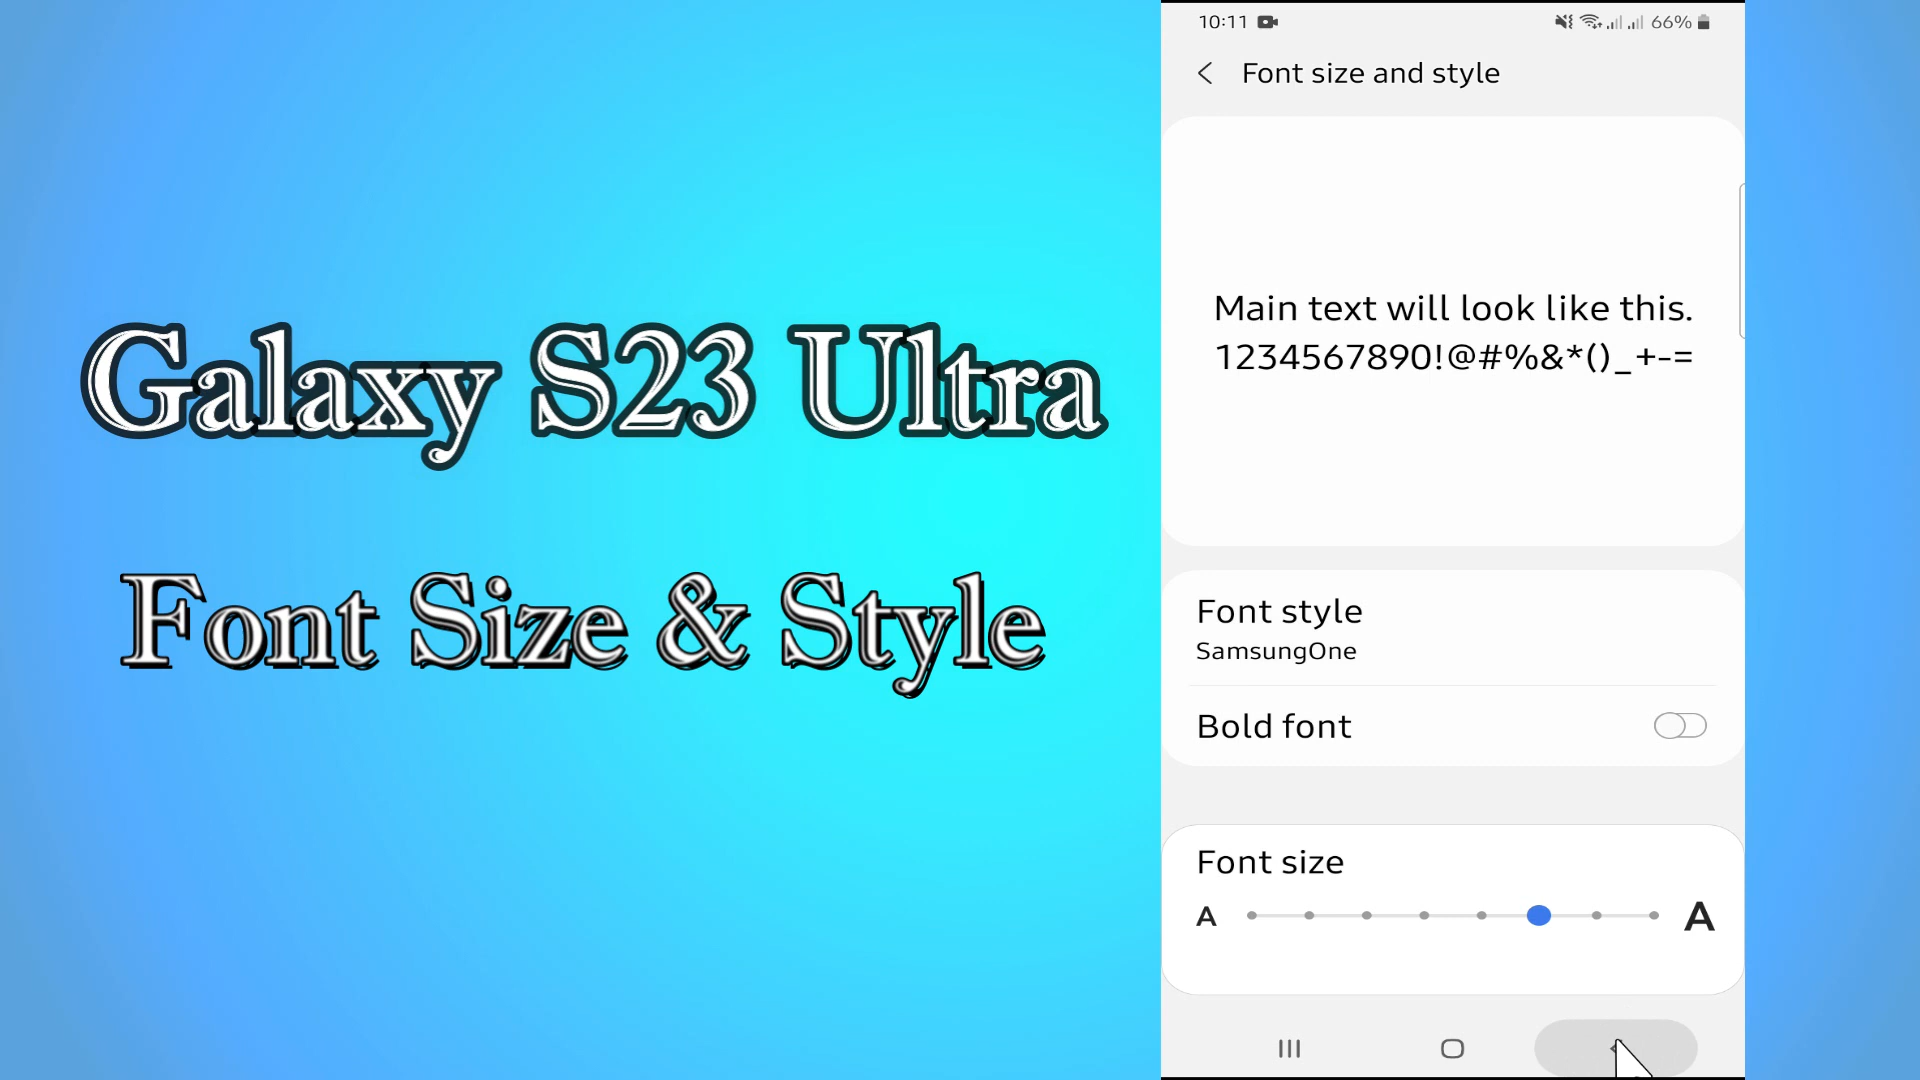 Galaxy S23 Ultra
Font Size & Style
10:11
66%
Font size and style
Main text will look like this.
1234567890!@#%&*()_+-=
Font style
SamsungOne
Bold font
Font size
A A